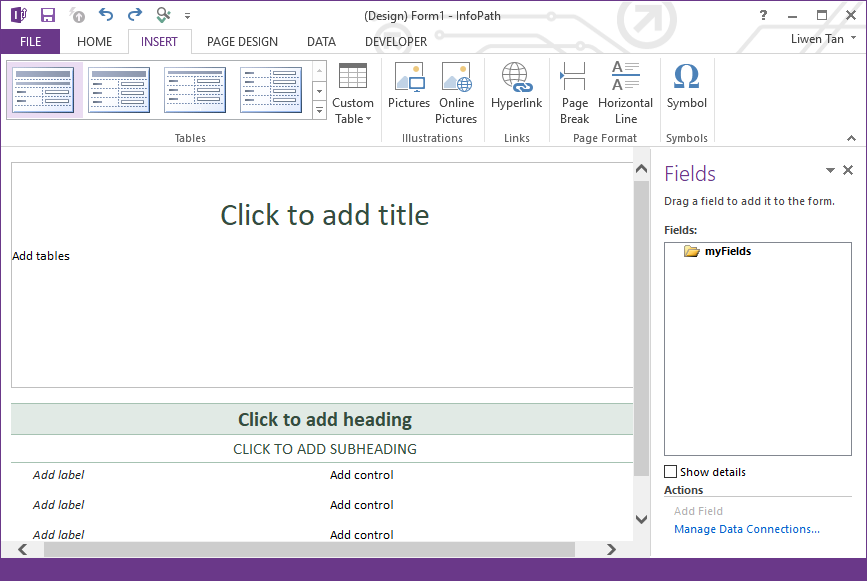 (Design) Form1 - InfoPath
?
FILE HOME INSERT PAGE DESIGN DATA DEVELOPER
Liwen Tan
Custom Table
Pictures
Online Pictures
Hyperlink
Page Break
Horizontal Line
Symbol
Tables
Illustrations
Links
Page Format
Symbols
Click to add title
Add tables
Click to add heading
CLICK TO ADD SUBHEADING
Add label Add control
Add label Add control
Add label Add control
Fields
Drag a field to add it to the form.
Fields:
myFields
Show details
Actions
Add Field
Manage Data Connections...